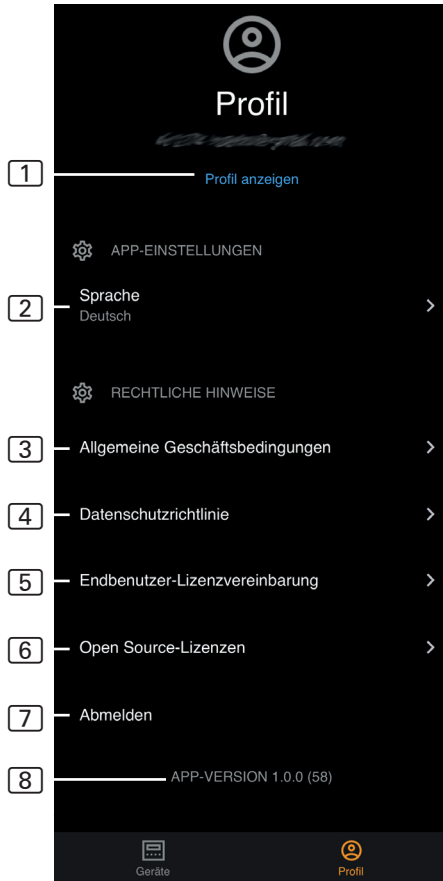 Profil
1 Profil anzeigen
APP-EINSTELLUNGEN
2 Sprache
Deutsch
RECHTLICHE HINWEISE
3 Allgemeine Geschäftsbedingungen
4 Datenschutzrichtlinie
5 Endbenutzer-Lizenzvereinbarung
6 Open Source-Lizenzen
7 Abmelden
8 APP-VERSION 1.0.0 (58)
Geräte Profil